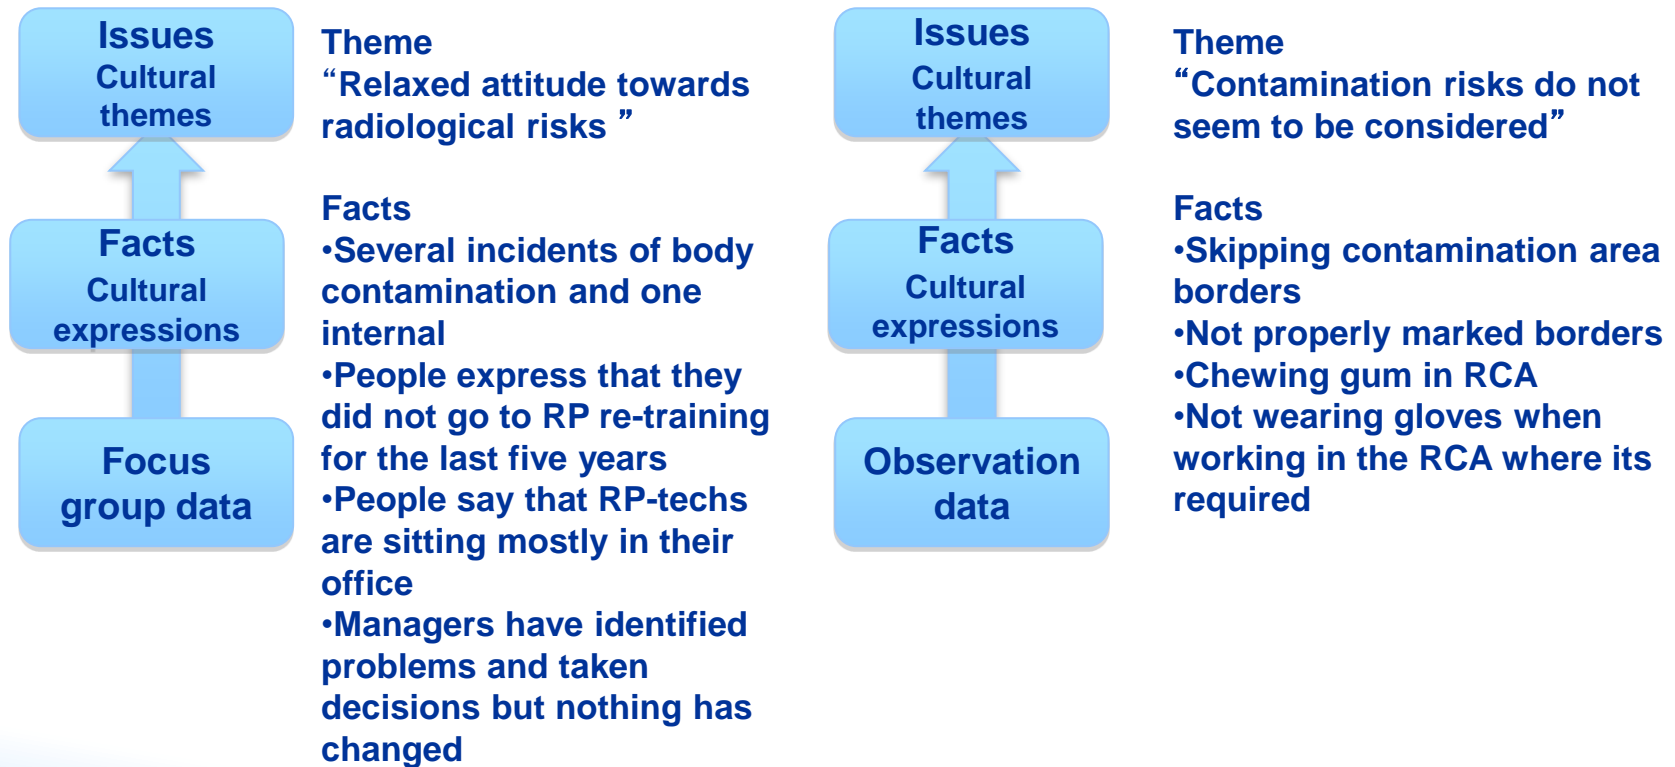 Issues
Cultural
themes
Facts
Cultural
expressions
Focus
group data
Theme
“Relaxed attitude towards
radiological risks ”
Facts
•Several incidents of body
contamination and one
internal
•People express that they
did not go to RP re-training
for the last five years
•People say that RP-techs
are sitting mostly in their
office
•Managers have identified
problems and taken
decisions but nothing has
changed
Issues
Cultural
themes
Facts
Cultural
expressions
Observation
data
Theme
“Contamination risks do not
seem to be considered”
Facts
•Skipping contamination area
borders
•Not properly marked borders
•Chewing gum in RCA
•Not wearing gloves when
working in the RCA where its
required